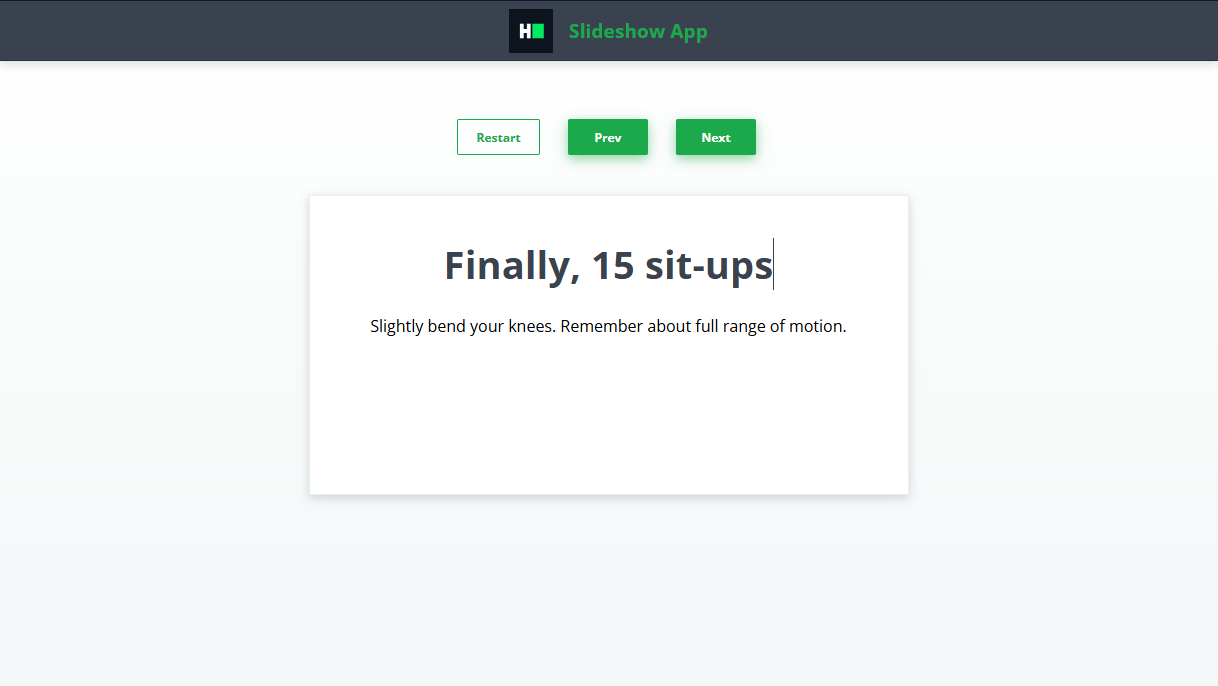 H
Slideshow App
Restart
Prev
Next
Finally, 15 sit-ups
Slightly bend your knees. Remember about full range of motion.